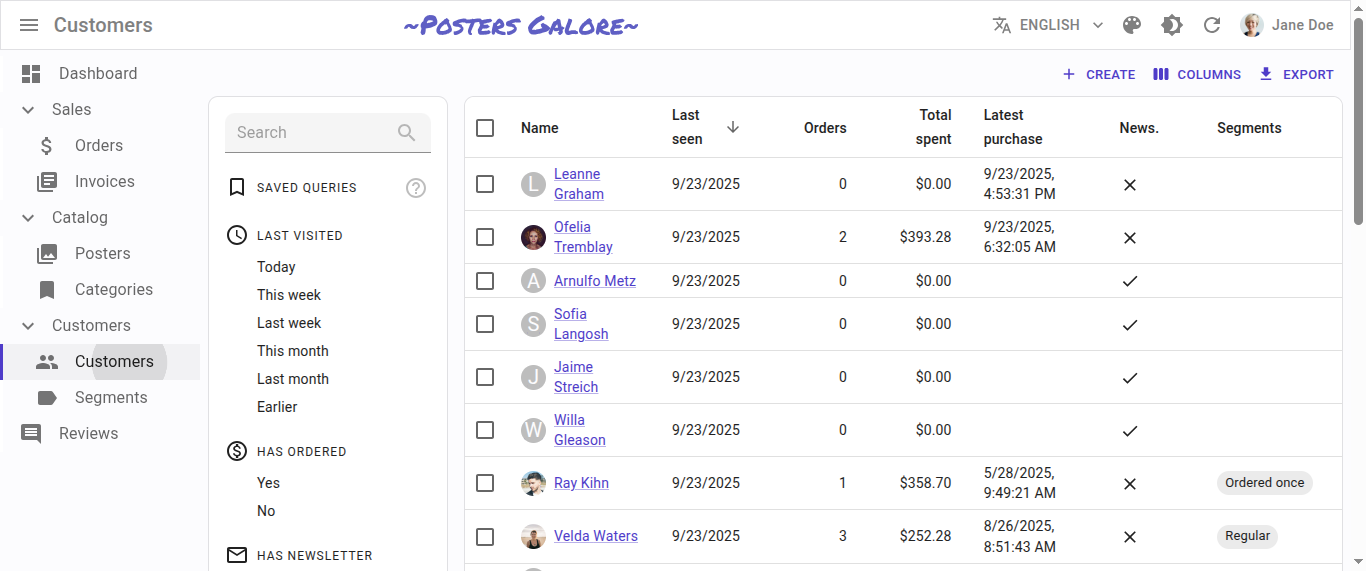 Customers
~Posters Galore~
ENGLISH
Jane Doe
Dashboard
Sales
Orders
Invoices
Catalog
Posters
Categories
Customers
Customers
Segments
Reviews
CREATE
COLUMNS
EXPORT
Search
SAVED QUERIES
?
LAST VISITED
Today
This week
Last week
This month
Last month
Earlier
HAS ORDERED
Yes
No
HAS NEWSLETTER
Name
Last
seen
Orders
Total
spent
Latest
purchase
News.
Segments
L
Leanne
Graham
9/23/2025
0
$0.00
9/23/2025,
4:53:31 PM
Ofelia
Tremblay
9/23/2025
2
$393.28
9/23/2025,
6:32:05 AM
A
Arnulfo Metz
9/23/2025
0
$0.00
S
Sofia
Langosh
9/23/2025
0
$0.00
J
Jaime
Streich
9/23/2025
0
$0.00
W
Willa
Gleason
9/23/2025
0
$0.00
Ray Kihn
9/23/2025
1
$358.70
5/28/2025,
9:49:21 AM
Ordered once
Velda Waters
9/23/2025
3
$252.28
8/26/2025,
8:51:43 AM
Regular